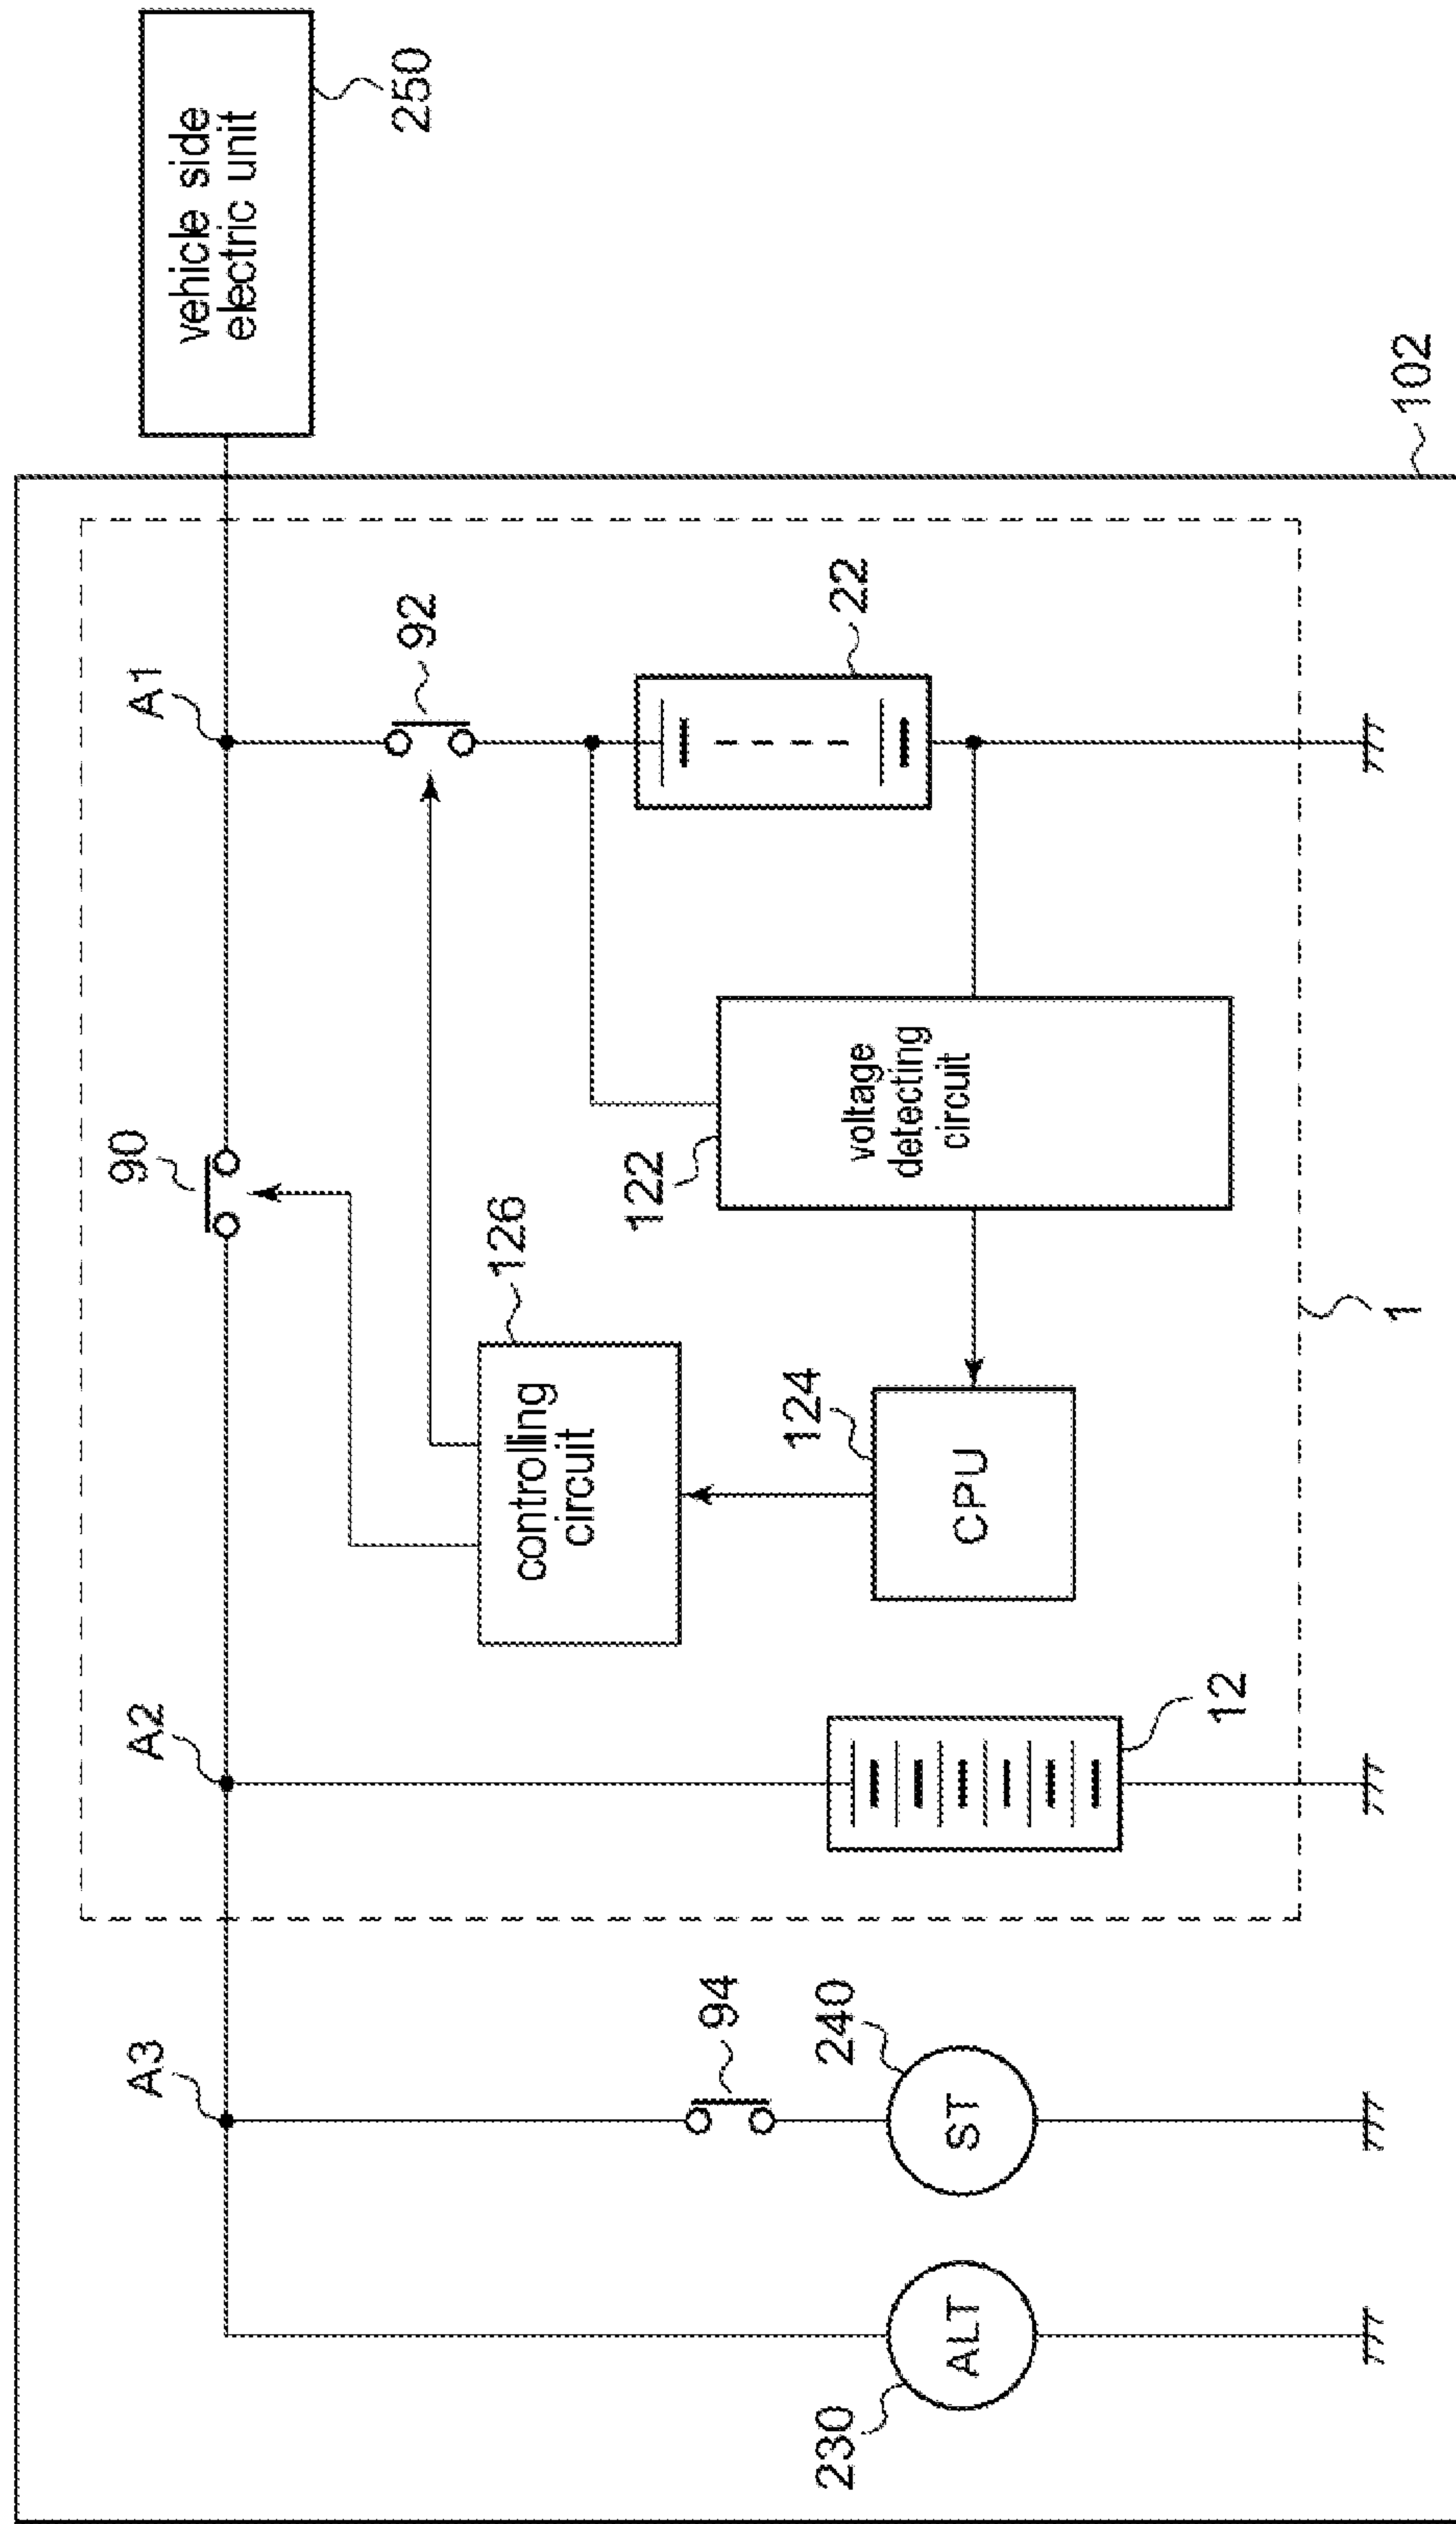 A3
A2
90
A1
vehicle side
electric unit
250
94
126
92
controlling
circuit
22
122
230
ALT
240
ST
12
124
CPU
voltage
detecting
circuit
1
102